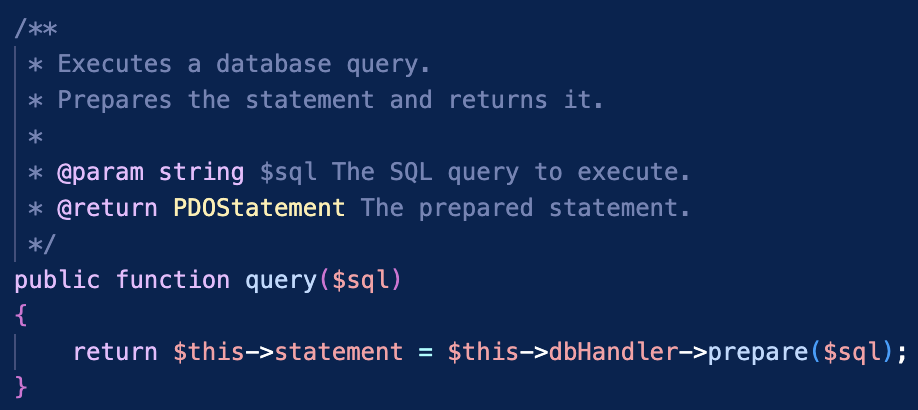 /**
 * Executes a database query.
 * Prepares the statement and returns it.
 *
 * @param string $sql The SQL query to execute.
 * @return PDOStatement The prepared statement.
 */
public function query($sql)
{
    return $this->statement = $this->dbHandler->prepare($sql);
}